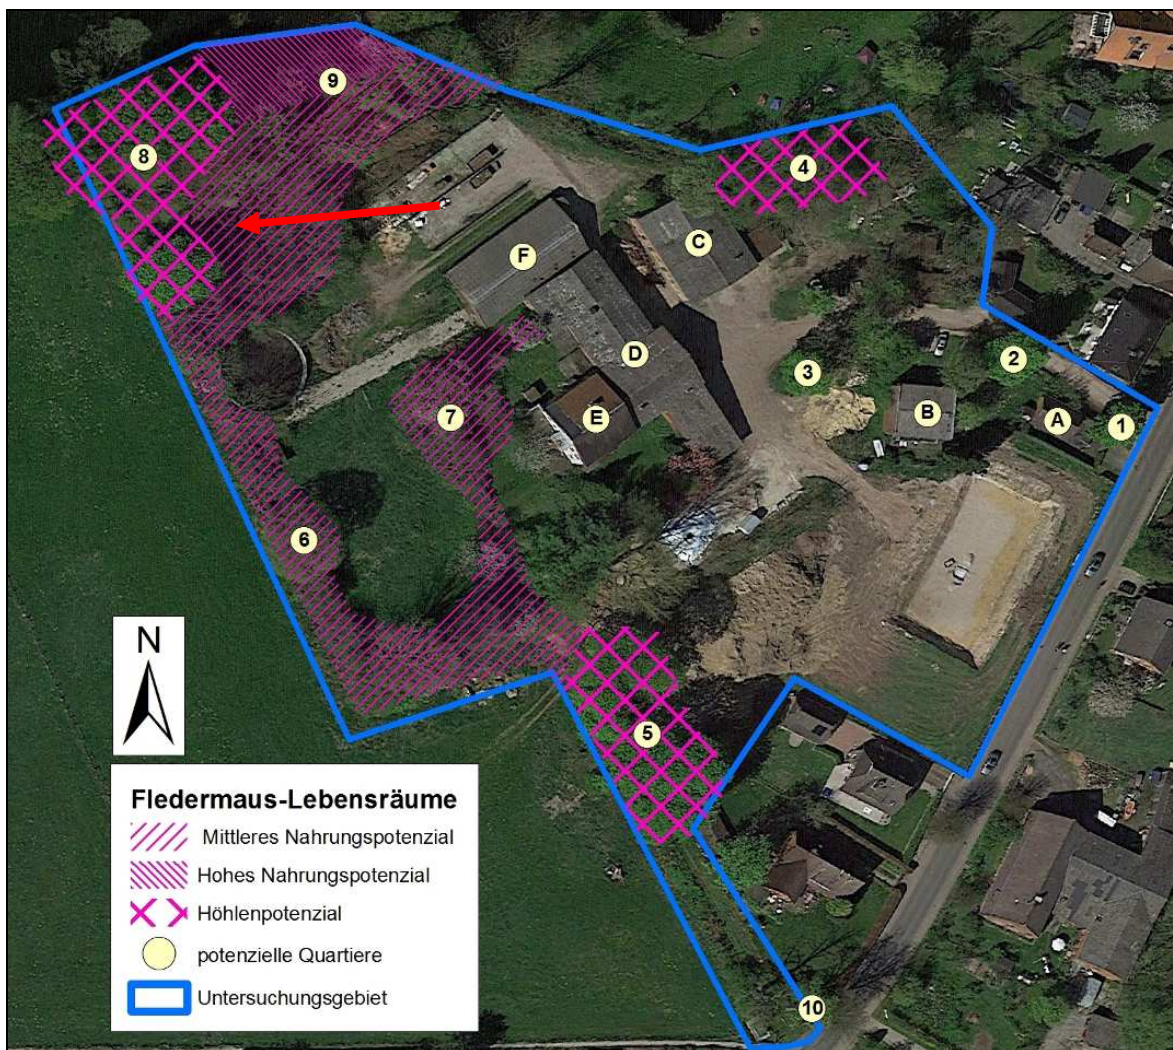 9
8
4
C
F
2
D
3
7
E
B
A
1
6
N
5
Fledermaus-Lebensräume
Mittleres Nahrungspotenzial
Hohes Nahrungspotenzial
Höhlenpotenzial
potenzielle Quartiere
Untersuchungsgebiet
10